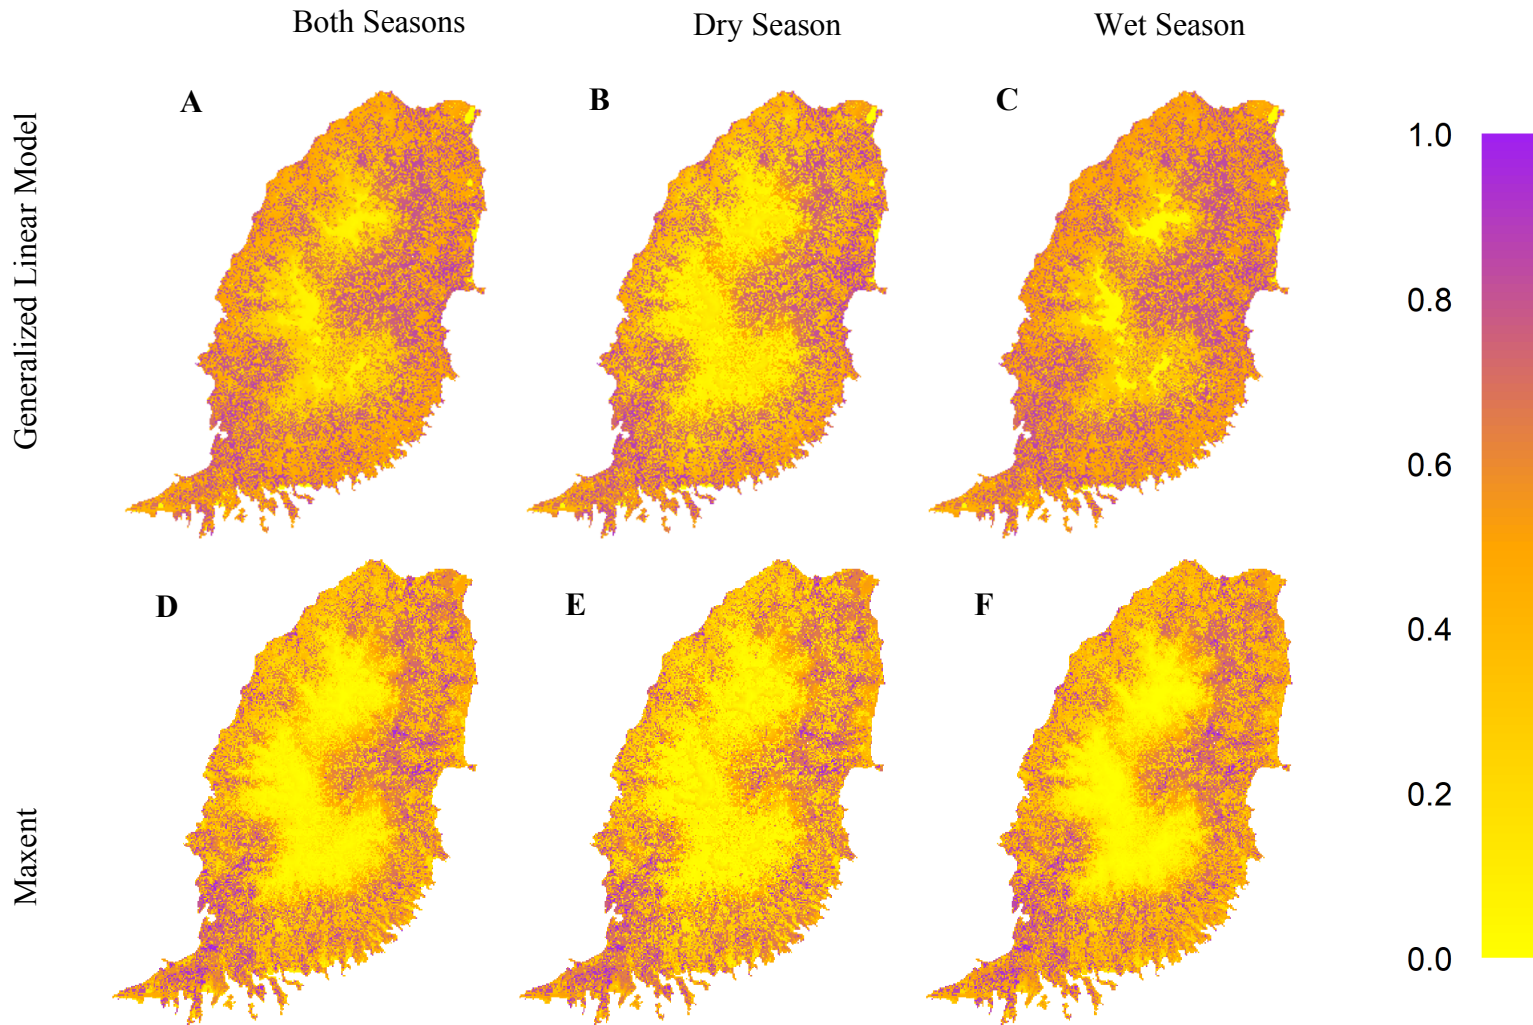 Both Seasons
Dry Season
Wet Season
Generalized Linear Model
A
B
C
1.0
0.8
0.6
0.4
0.2
0.0
Maxent
D
E
F